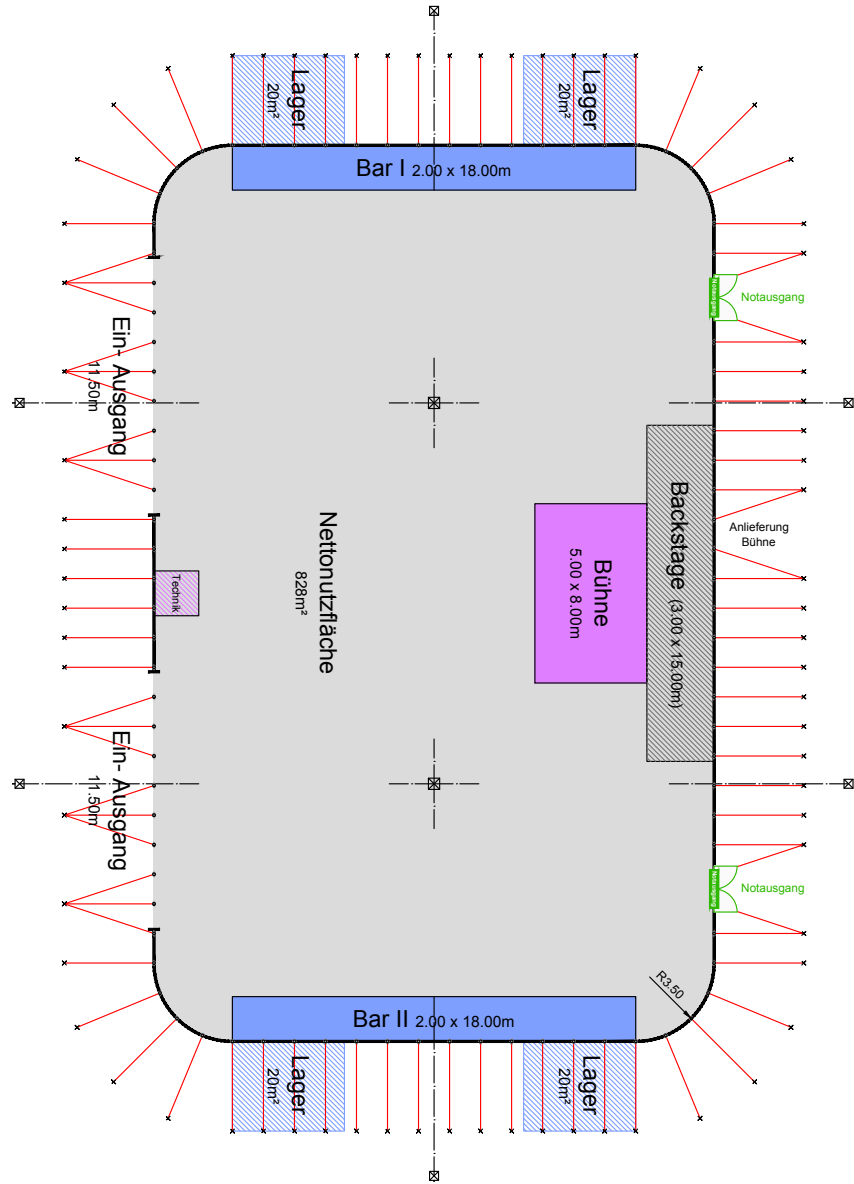 Lager
20m²
Lager
20m²
Bar I 2.00 x 18.00m
Notausgang
Notausgang
Ein- Ausgang
11.50m
Backstage (3.00 x 15.00m)
Anlieferung
Bühne
Bühne
5.00 x 8.00m
Nettonutzfläche
828m²
Technik
Ein- Ausgang
11.50m
Notausgang
Notausgang
R3.50
Bar II 2.00 x 18.00m
Lager
20m²
Lager
20m²